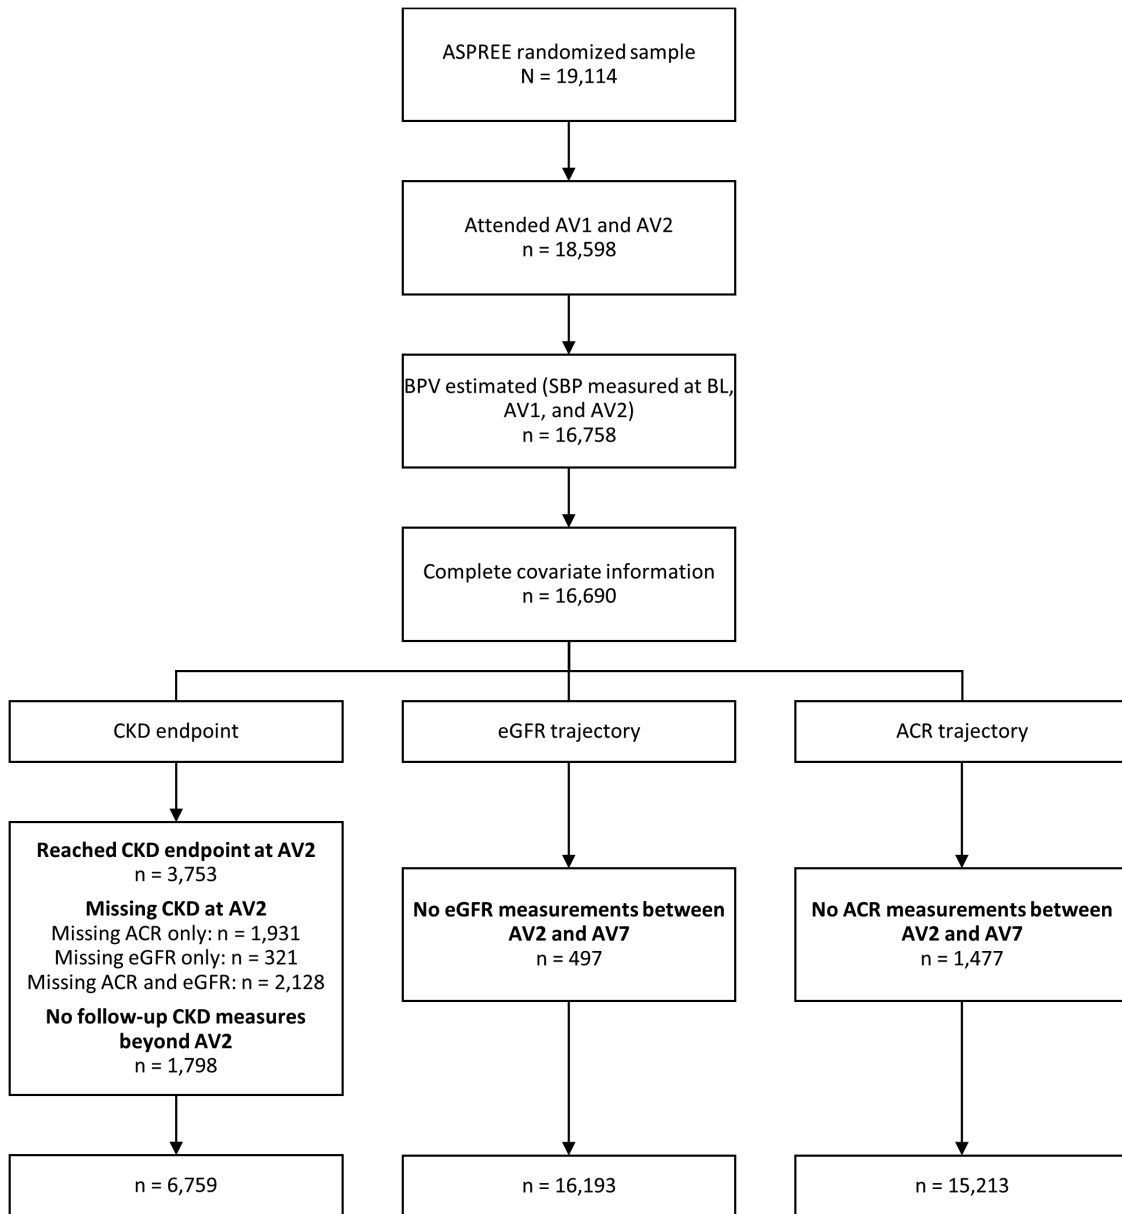 ASPREE randomized sample
N = 19,114
Attended AV1 and AV2
n = 18,598
BPV estimated (SBP measured at BL,
AV1, and AV2)
n = 16,758
Complete covariate information
n = 16,690
CKD endpoint
eGFR trajectory
ACR trajectory
Reached CKD endpoint at AV2
n = 3,753
Missing CKD at AV2
Missing ACR only: n = 1,931
Missing eGFR only: n = 321
Missing ACR and eGFR: n = 2,128
No follow-up CKD measures
beyond AV2
n = 1,798
No eGFR measurements between
AV2 and AV7
n = 497
No ACR measurements between
AV2 and AV7
n = 1,477
n = 6,759
n = 16,193
n = 15,213